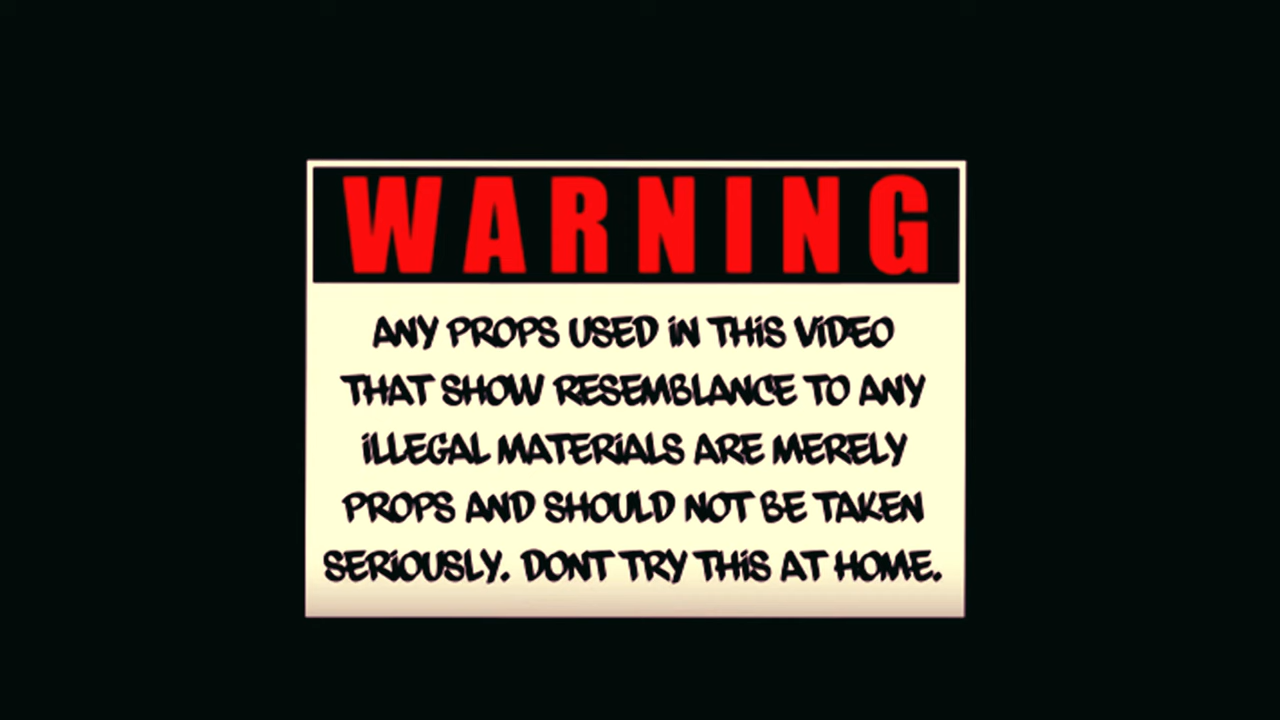 WARNING
ANY PROPS USED iN THiS ViDEO
THAT SHOW RESEMBLANCE TO ANY
iLLEGAL MATERiALS ARE MERELY
PROPS AND SHOULD NOT BE TAKEN
SERiOUSLY. DONT TRY THiS AT HOME.